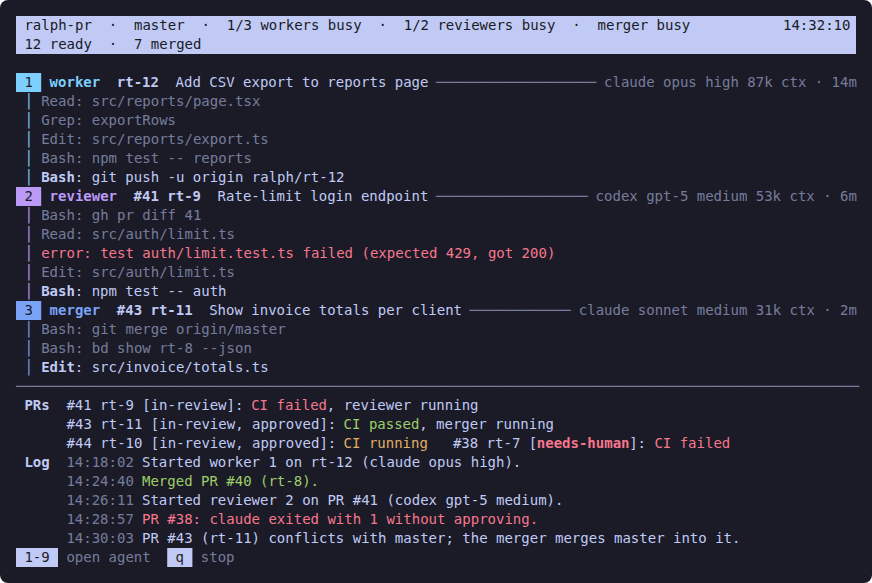 ralph-pr · master · 1/3 workers busy · 1/2 reviewers busy · merger busy 14:32:10
12 ready · 7 merged
1 worker rt-12 Add CSV export to reports page claude opus high 87k ctx · 14m
Read: src/reports/page.tsx
Grep: exportRows
Edit: src/reports/export.ts
Bash: npm test -- reports
Bash: git push -u origin ralph/rt-12
2 reviewer #41 rt-9 Rate-limit login endpoint codex gpt-5 medium 53k ctx · 6m
Bash: gh pr diff 41
Read: src/auth/limit.ts
error: test auth/limit.test.ts failed (expected 429, got 200)
Edit: src/auth/limit.ts
Bash: npm test -- auth
3 merger #43 rt-11 Show invoice totals per client claude sonnet medium 31k ctx · 2m
Bash: git merge origin/master
Bash: bd show rt-8 --json
Edit: src/invoice/totals.ts
PRs #41 rt-9 [in-review]: CI failed, reviewer running
#43 rt-11 [in-review, approved]: CI passed, merger running
#44 rt-10 [in-review, approved]: CI running #38 rt-7 [needs-human]: CI failed
Log 14:18:02 Started worker 1 on rt-12 (claude opus high).
14:24:40 Merged PR #40 (rt-8).
14:26:11 Started reviewer 2 on PR #41 (codex gpt-5 medium).
14:28:57 PR #38: claude exited with 1 without approving.
14:30:03 PR #43 (rt-11) conflicts with master; the merger merges master into it.
1-9 open agent q stop